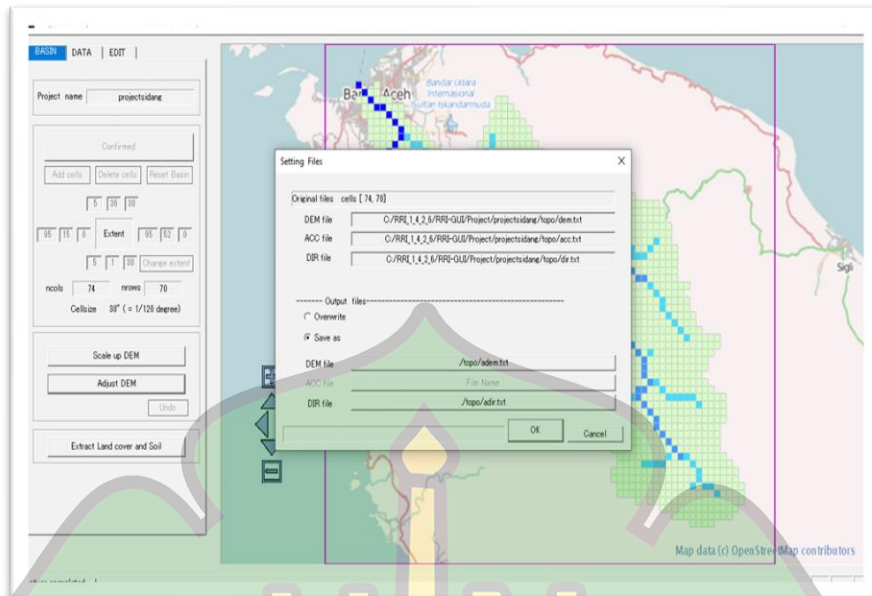 BASIN DATA EDIT
Project name projectsidang
Confirmed
Add cells Delete cells Reset Basin
5 36 30
95 15 0 Extent 95 52 0
5 1 30 Change extent
ncols 74 nrows 70
Cellsize 30" ( = 1/120 degree)
Scale up DEM
Adjust DEM
Undo
Extract Land cover and Soil
Aceh
Bandar Udara
Internasional
Sultan Iskandarmuda
Sigli
Setting Files X
Original files cells [ 74, 70]
DEM file C:/RRI_1_4_2_6/RRI-GUI/Project/projectsidang/topo/dem.txt
ACC file C:/RRI_1_4_2_6/RRI-GUI/Project/projectsidang/topo/acc.txt
DIR file C:/RRI_1_4_2_6/RRI-GUI/Project/projectsidang/topo/dir.txt
------- Output files-------
Overwrite
Save as
DEM file /topo/adem.txt
ACC file File Name
DIR file /topo/adir.txt
OK Cancel
Map data (c) OpenStreetMap contributors